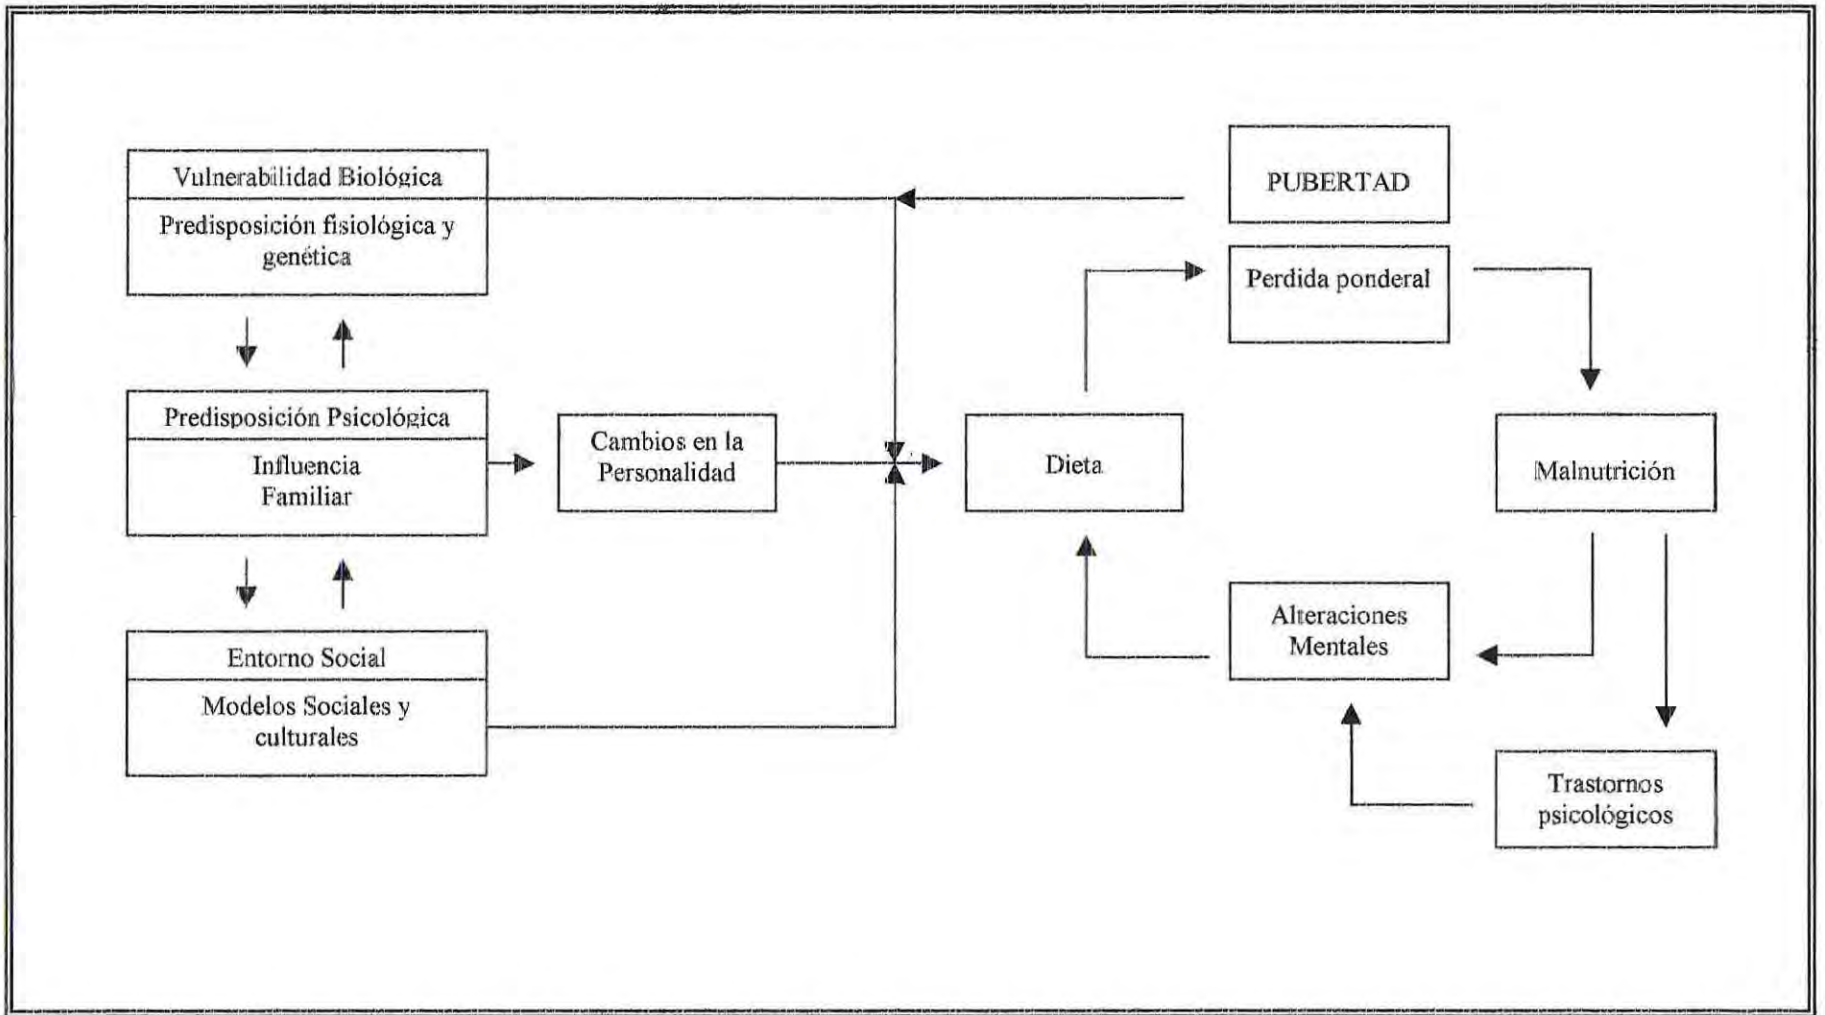 Vulnerabilidad Biológica
Predisposición fisiológica y
genética
PUBERTAD
Perdida ponderal
Predisposición Psicológica
Influencia
Familiar
Cambios en la
Personalidad
Dieta
Malnutrición
Alteraciones
Mentales
Entorno Social
Modelos Sociales y
culturales
Trastornos
psicológicos